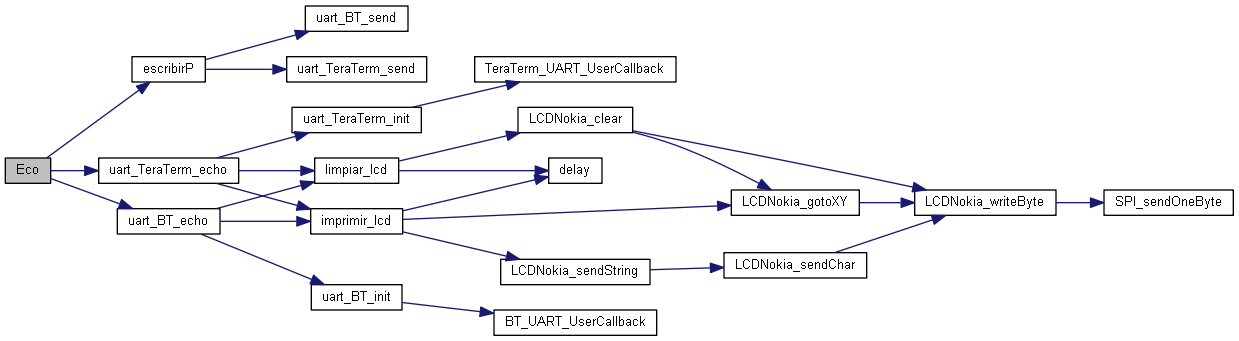 uart_BT_send
escribirP
uart_TeraTerm_send
TeraTerm_UART_UserCallback
uart_TeraTerm_init
LCDNokia_clear
Eco
uart_TeraTerm_echo
limpiar_lcd
delay
LCDNokia_gotoXY
LCDNokia_writeByte
SPI_sendOneByte
uart_BT_echo
imprimir_lcd
LCDNokia_sendString
LCDNokia_sendChar
uart_BT_init
BT_UART_UserCallback